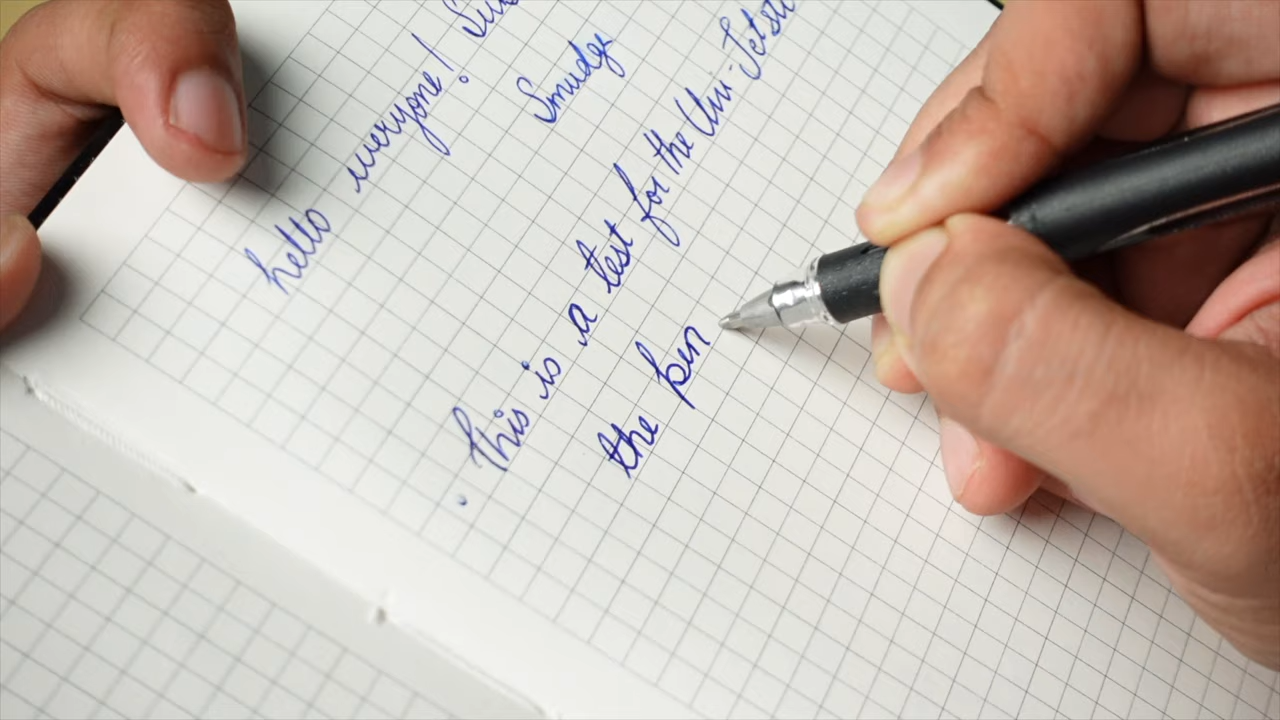 hello everyone!
Smudge
This is a test for the Uni-Jetst
the pen